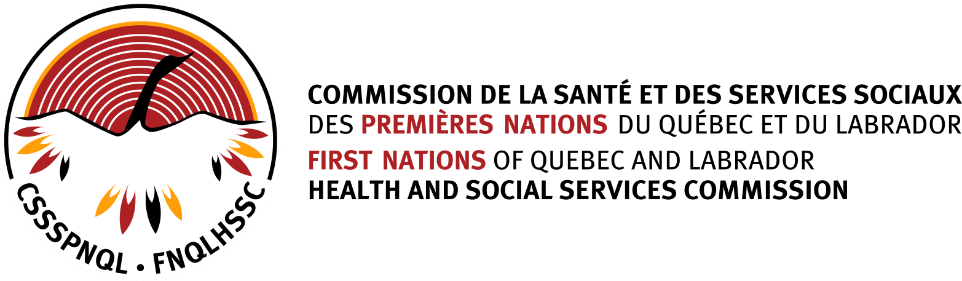 COMMISSION DE LA SANTÉ ET DES SERVICES SOCIAUX
DES PREMIÈRES NATIONS DU QUÉBEC ET DU LABRADOR
FIRST NATIONS OF QUEBEC AND LABRADOR
HEALTH AND SOCIAL SERVICES COMMISSION
CSSSPNQL • FNQLHSSC